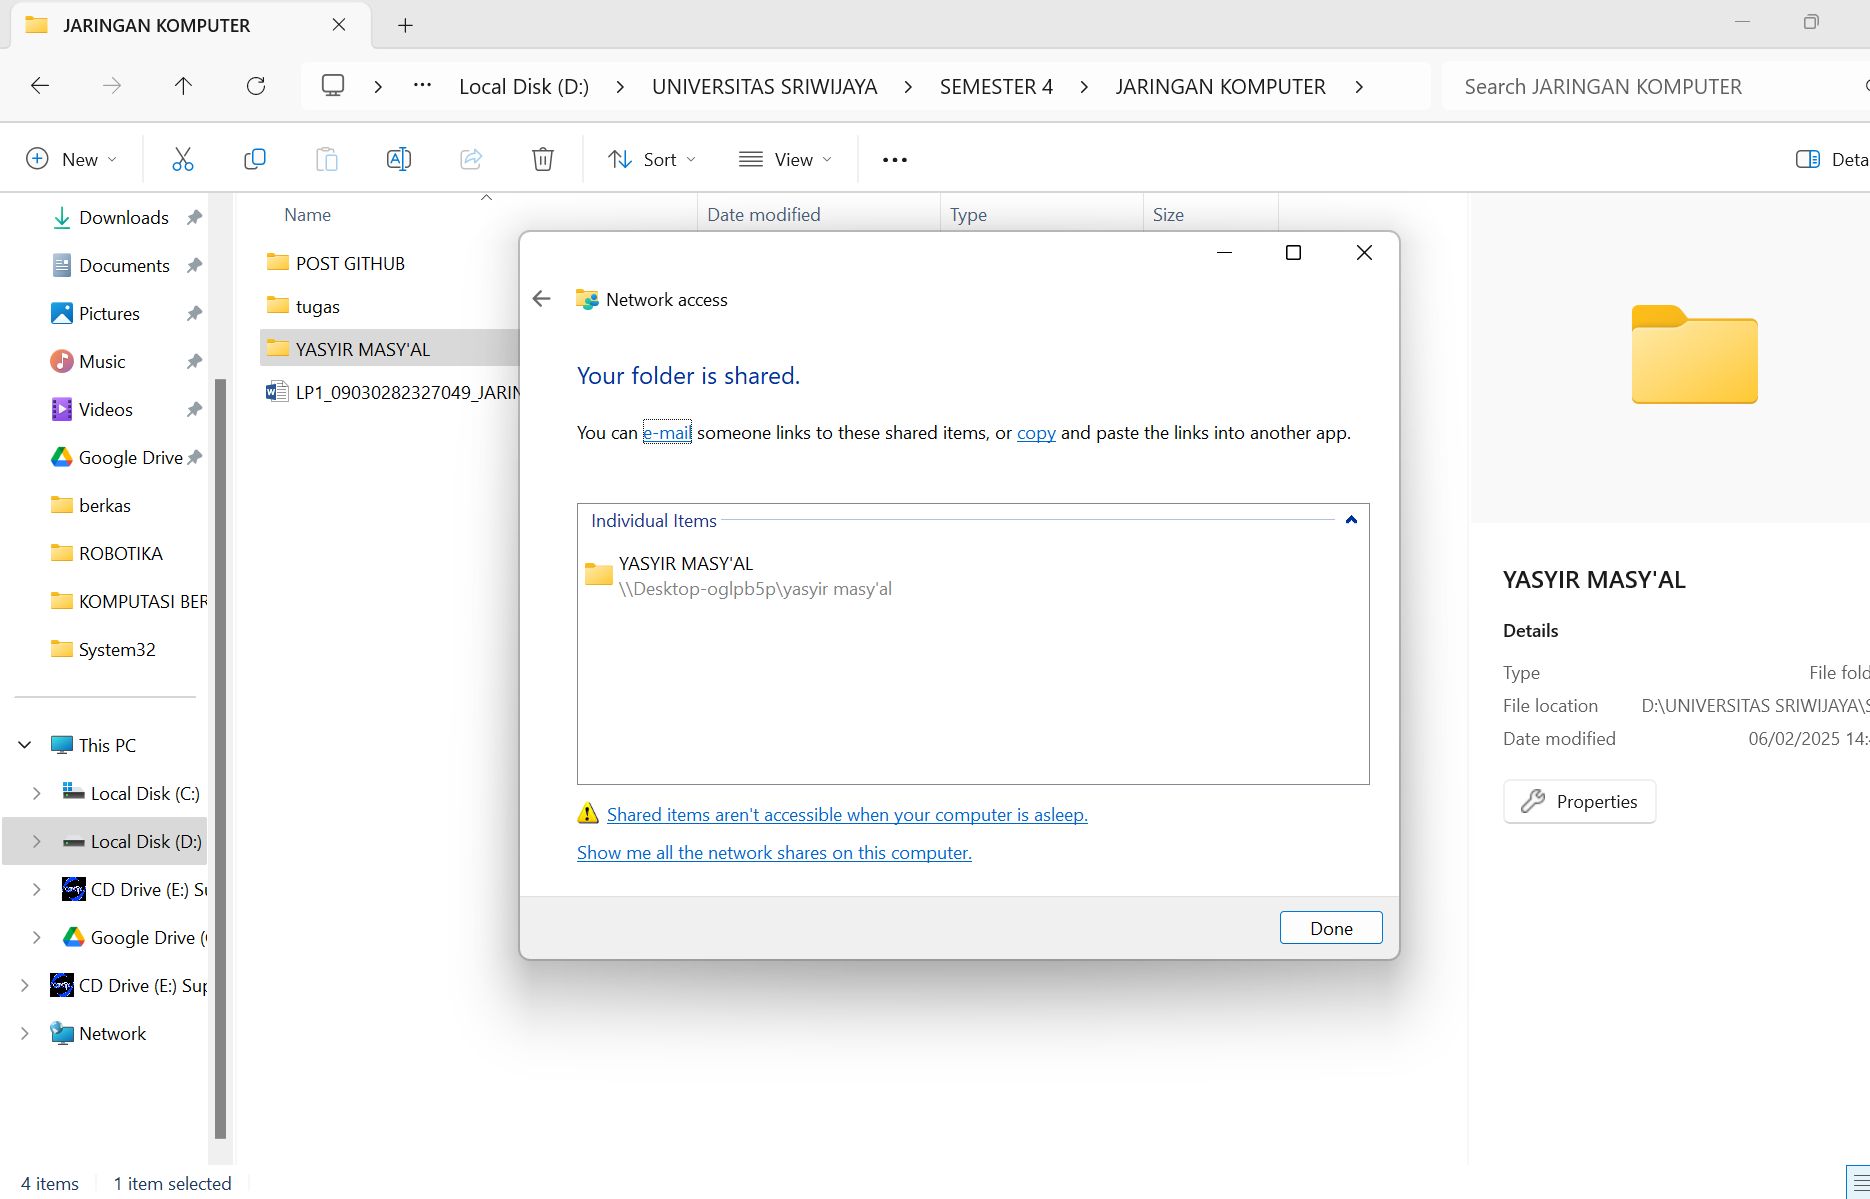 JARINGAN KOMPUTER
Local Disk (D:) UNIVERSITAS SRIWIJAYA SEMESTER 4 JARINGAN KOMPUTER
Search JARINGAN KOMPUTER
New Sort View Deta
Name Date modified Type Size
Downloads
Documents
Pictures
Music
Videos
Google Drive
berkas
ROBOTIKA
KOMPUTASI BER
System32
This PC
Local Disk (C:)
Local Disk (D:)
CD Drive (E:) Su
Google Drive (
CD Drive (E:) Sup
Network
POST GITHUB
tugas
YASYIR MASY'AL
LP1_09030282327049_JARIN
Network access
Your folder is shared.
You can e-mail someone links to these shared items, or copy and paste the links into another app.
Individual Items
YASYIR MASY'AL
\\Desktop-oglpb5p\yasyir masy'al
Shared items aren't accessible when your computer is asleep.
Show me all the network shares on this computer.
Done
YASYIR MASY'AL
Details
Type File fold
File location D:\UNIVERSITAS SRIWIJAYA\S
Date modified 06/02/2025 14:
Properties
4 items 1 item selected